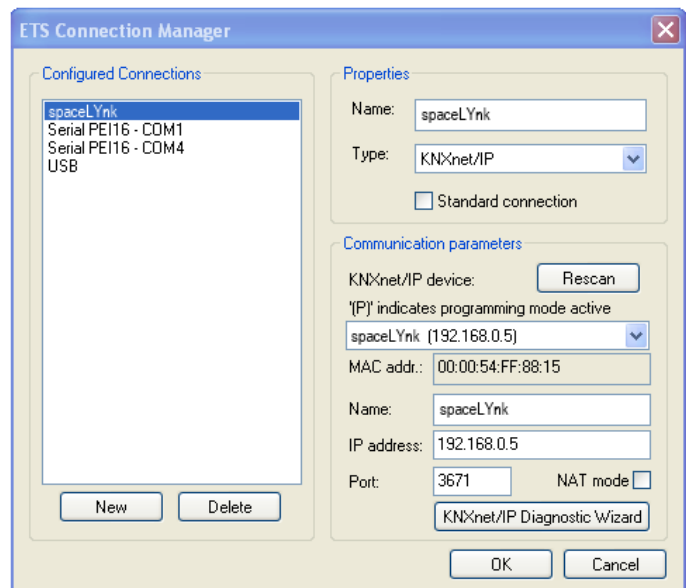 ETS Connection Manager
Configured Connections
spaceLYnk
Serial PEI16 - COM1
Serial PEI16 - COM4
USB
New
Delete
Properties
Name: spaceLYnk
Type: KNXnet/IP
Standard connection
Communication parameters
KNXnet/IP device: Rescan
'(P)' indicates programming mode active
spaceLYnk (192.168.0.5)
MAC addr.: 00:00:54:FF:88:15
Name: spaceLYnk
IP address: 192.168.0.5
Port: 3671 NAT mode
KNXnet/IP Diagnostic Wizard
OK Cancel